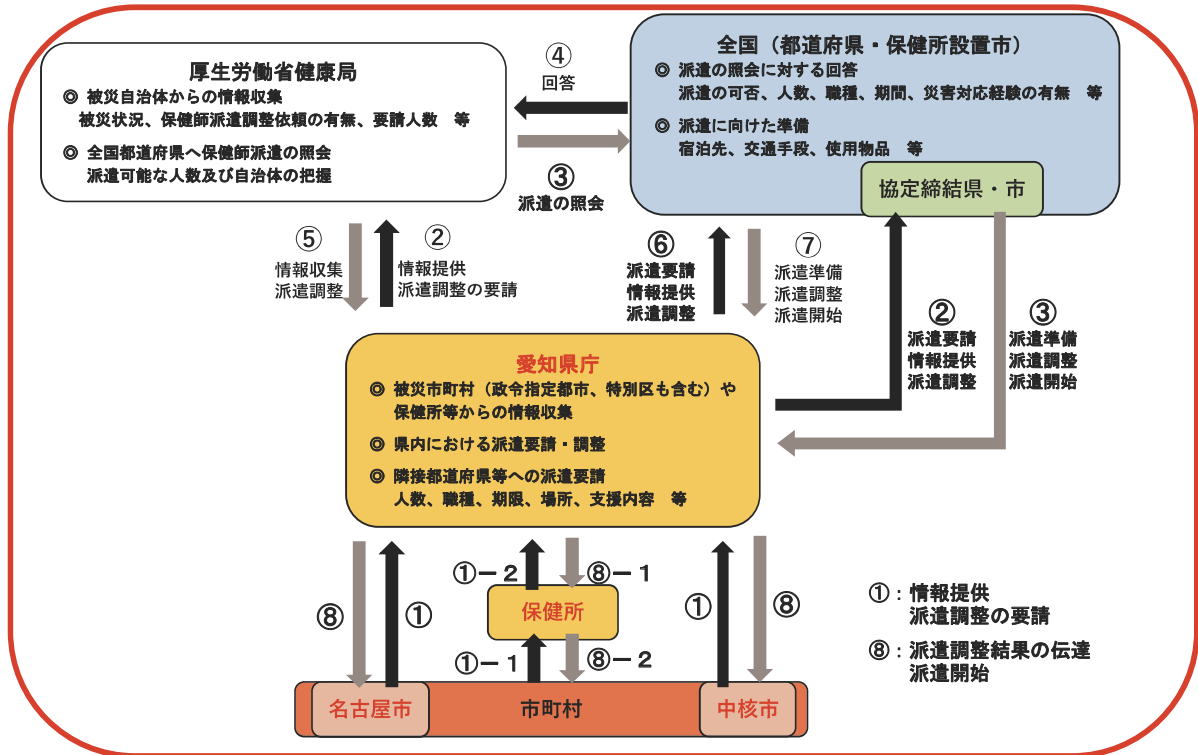 厚生労働省健康局
◎ 被災自治体からの情報収集
被災状況、保健師派遣調整依頼の有無、要請人数　等
◎ 全国都道府県へ保健師派遣の照会
派遣可能な人数及び自治体の把握
④
回答
③
派遣の照会
全国（都道府県・保健所設置市）
◎ 派遣の照会に対する回答
派遣の可否、人数、職種、期間、災害対応経験の有無　等
◎ 派遣に向けた準備
宿泊先、交通手段、使用物品　等
協定締結県・市
⑤
情報収集
派遣調整
②
情報提供
派遣調整の要請
⑥
派遣要請
情報提供
派遣調整
⑦
派遣準備
派遣調整
派遣開始
②
派遣要請
情報提供
派遣調整
③
派遣準備
派遣調整
派遣開始
愛知県庁
◎ 被災市町村（政令指定都市、特別区も含む）や
保健所等からの情報収集
◎ 県内における派遣要請・調整
◎ 隣接都道府県等への派遣要請
人数、職種、期限、場所、支援内容　等
⑧
①
①－２
⑧－１
保健所
①－１
⑧－２
①
⑧
①：情報提供
派遣調整の要請
⑧：派遣調整結果の伝達
派遣開始
名古屋市
市町村
中核市